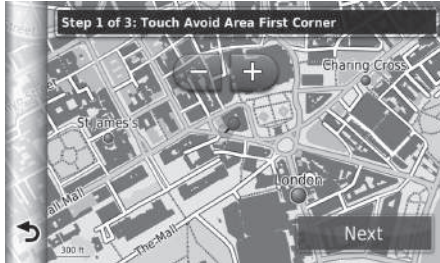 Step 1 of 3: Touch Avoid Area First Corner
Charing Cross
St James's
London
all Mall
The Mall
300 ft
Next